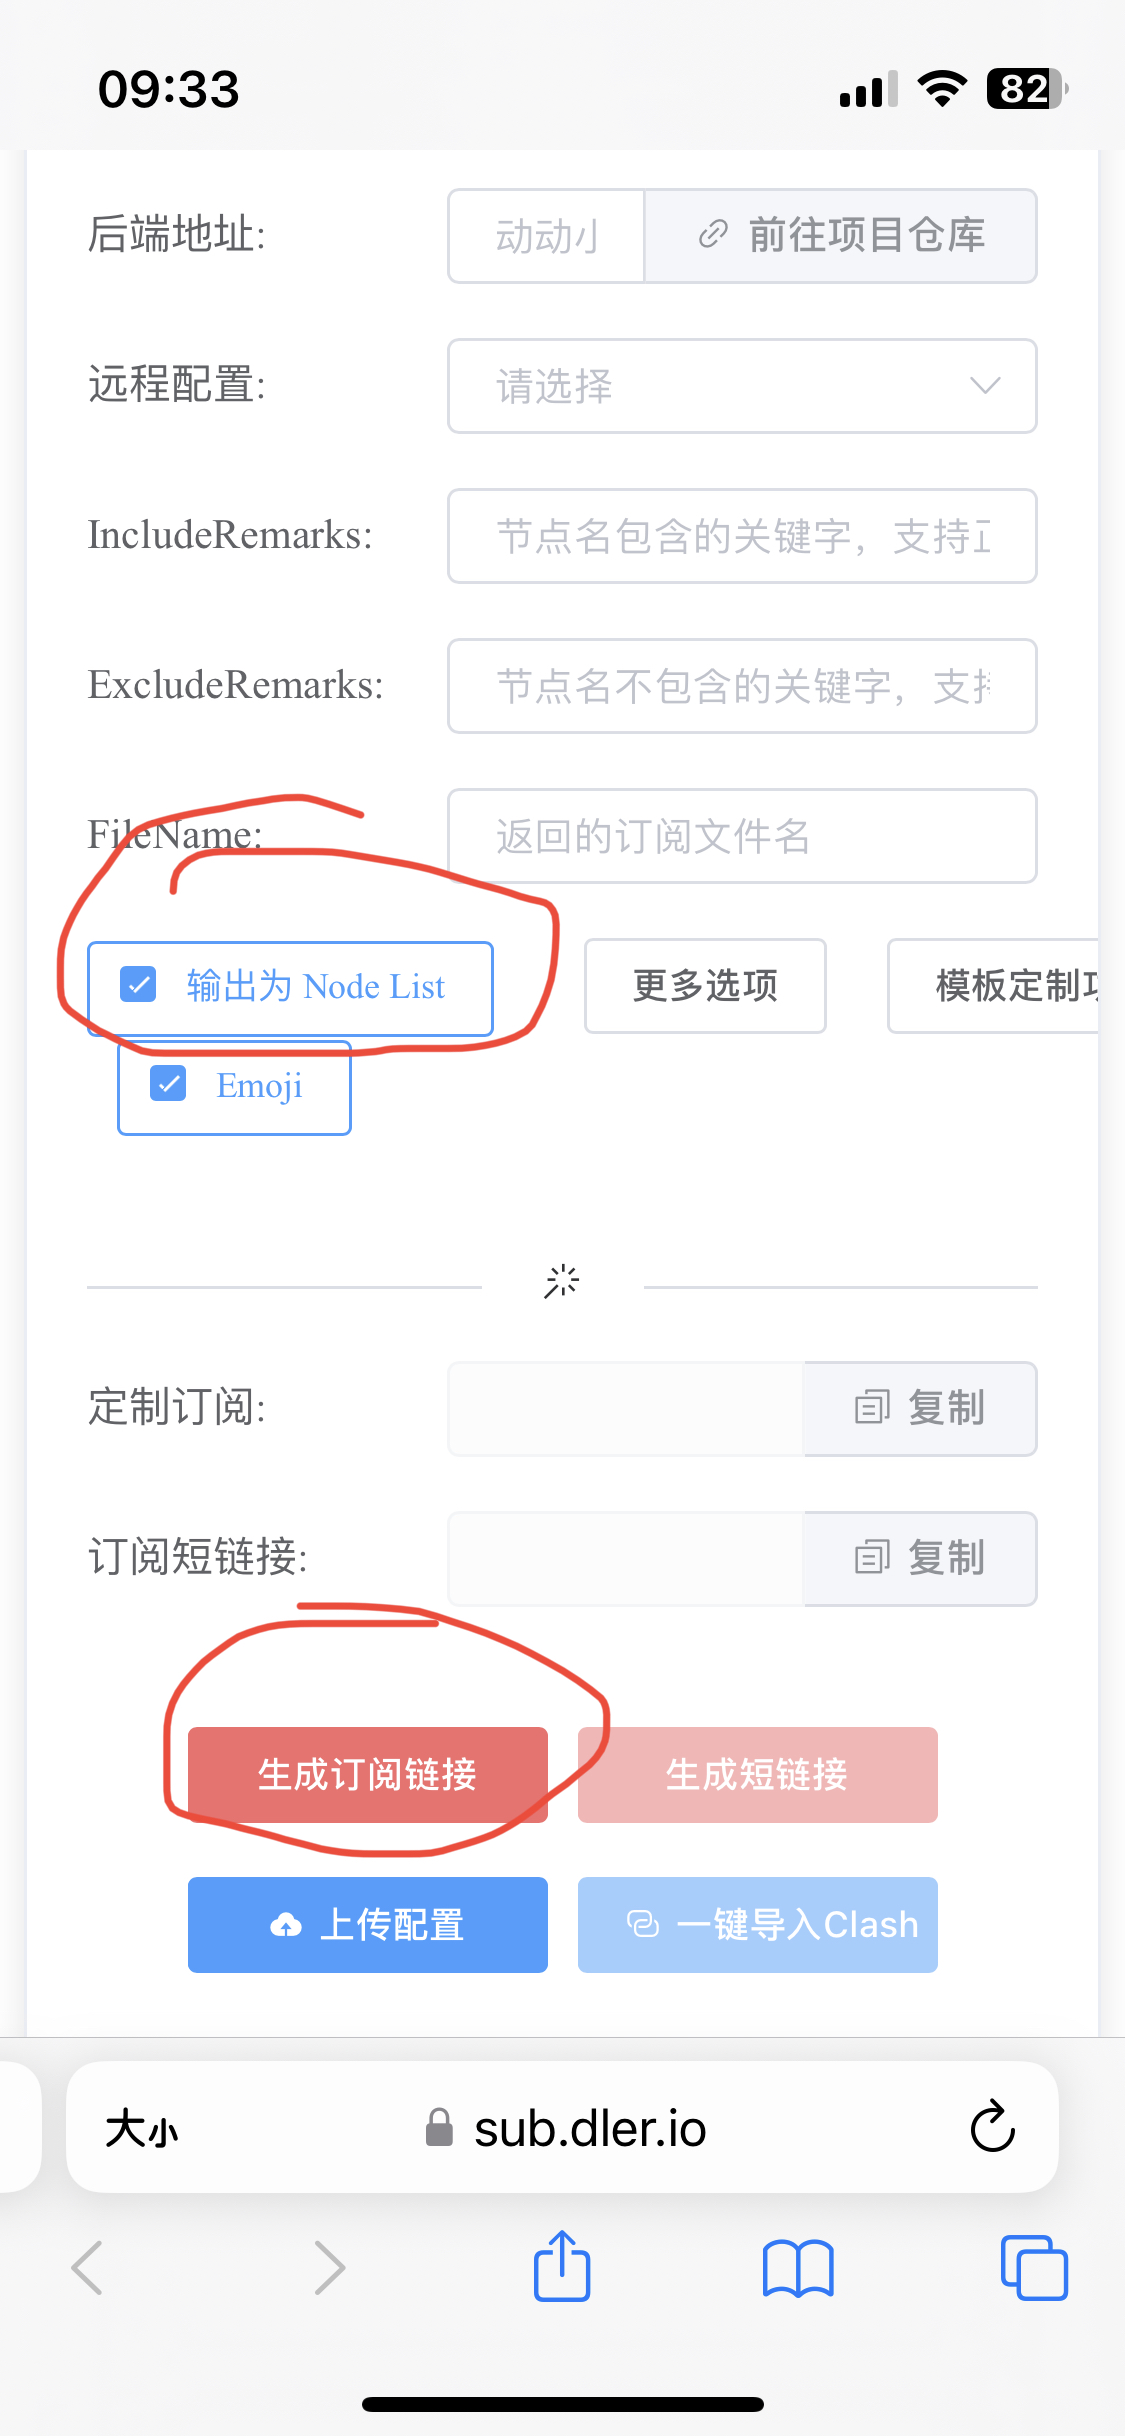 09:33
82
后端地址:
动动小
前往项目仓库
远程配置:
请选择
IncludeRemarks:
节点名包含的关键字，支持正
ExcludeRemarks:
节点名不包含的关键字，支持
FileName:
返回的订阅文件名
输出为 Node List
更多选项
模板定制功
Emoji
定制订阅:
复制
订阅短链接:
复制
生成订阅链接
生成短链接
上传配置
一键导入Clash
大小
sub.dler.io